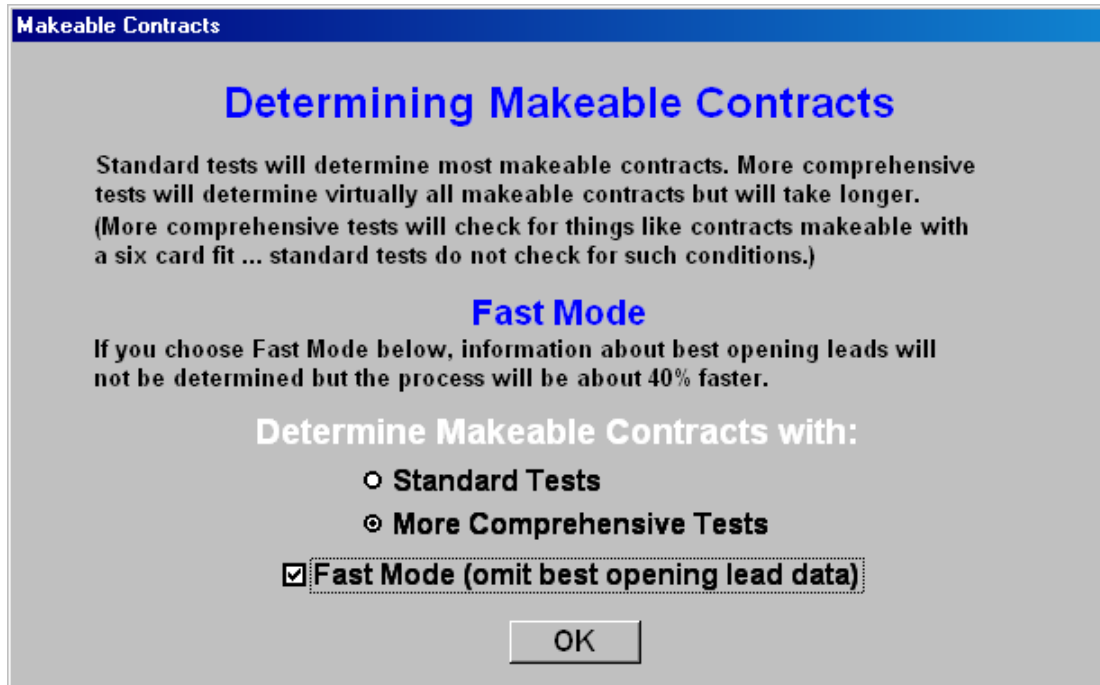 Makeable Contracts
Determining Makeable Contracts
Standard tests will determine most makeable contracts. More comprehensive
tests will determine virtually all makeable contracts but will take longer.
(More comprehensive tests will check for things like contracts makeable with
a six card fit ... standard tests do not check for such conditions.)
Fast Mode
If you choose Fast Mode below, information about best opening leads will
not be determined but the process will be about 40% faster.
Determine Makeable Contracts with:
Standard Tests
More Comprehensive Tests
Fast Mode (omit best opening lead data)
OK